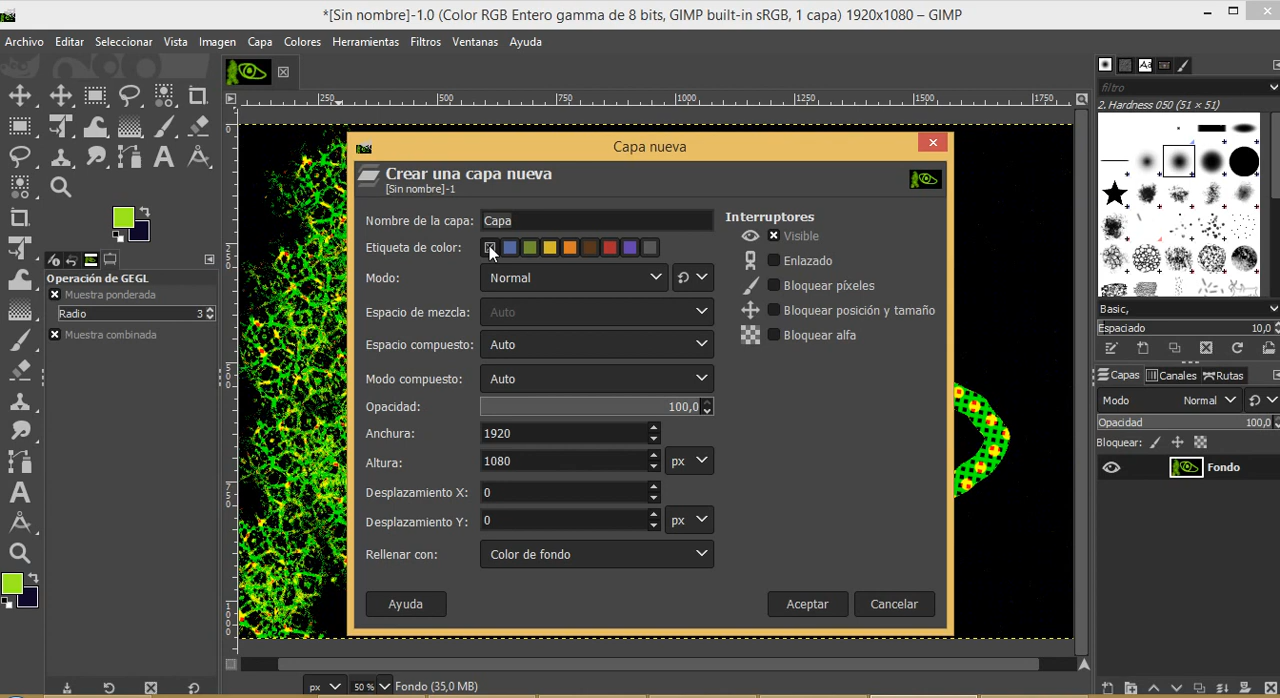 *[Sin nombre]-1.0 (Color RGB Entero gamma de 8 bits, GIMP built-in sRGB, 1 capa) 1920x1080 – GIMP
Archivo Editar Seleccionar Vista Imagen Capa Colores Herramientas Filtros Ventanas Ayuda
250 500 750 1000 1250 1500 1750
filtro
2. Hardness 050 (51 × 51)
Capa nueva
Crear una capa nueva
[Sin nombre]-1
Nombre de la capa: Capa
Etiqueta de color:
Modo: Normal
Espacio de mezcla: Auto
Espacio compuesto: Auto
Modo compuesto: Auto
Opacidad: 100,0
Anchura: 1920
Altura: 1080 px
Desplazamiento X: 0
Desplazamiento Y: 0 px
Rellenar con: Color de fondo
Ayuda Aceptar Cancelar
Interruptores
Visible
Enlazado
Bloquear píxeles
Bloquear posición y tamaño
Bloquear alfa
Operación de GEGL
Muestra ponderada
Radio 3
Muestra combinada
0
250
500
750
1000
Basic,
Espaciado 10,0
Capas Canales Rutas
Modo Normal
Opacidad 100,0
Bloquear:
Fondo
px 50 % Fondo (35,0 MB)